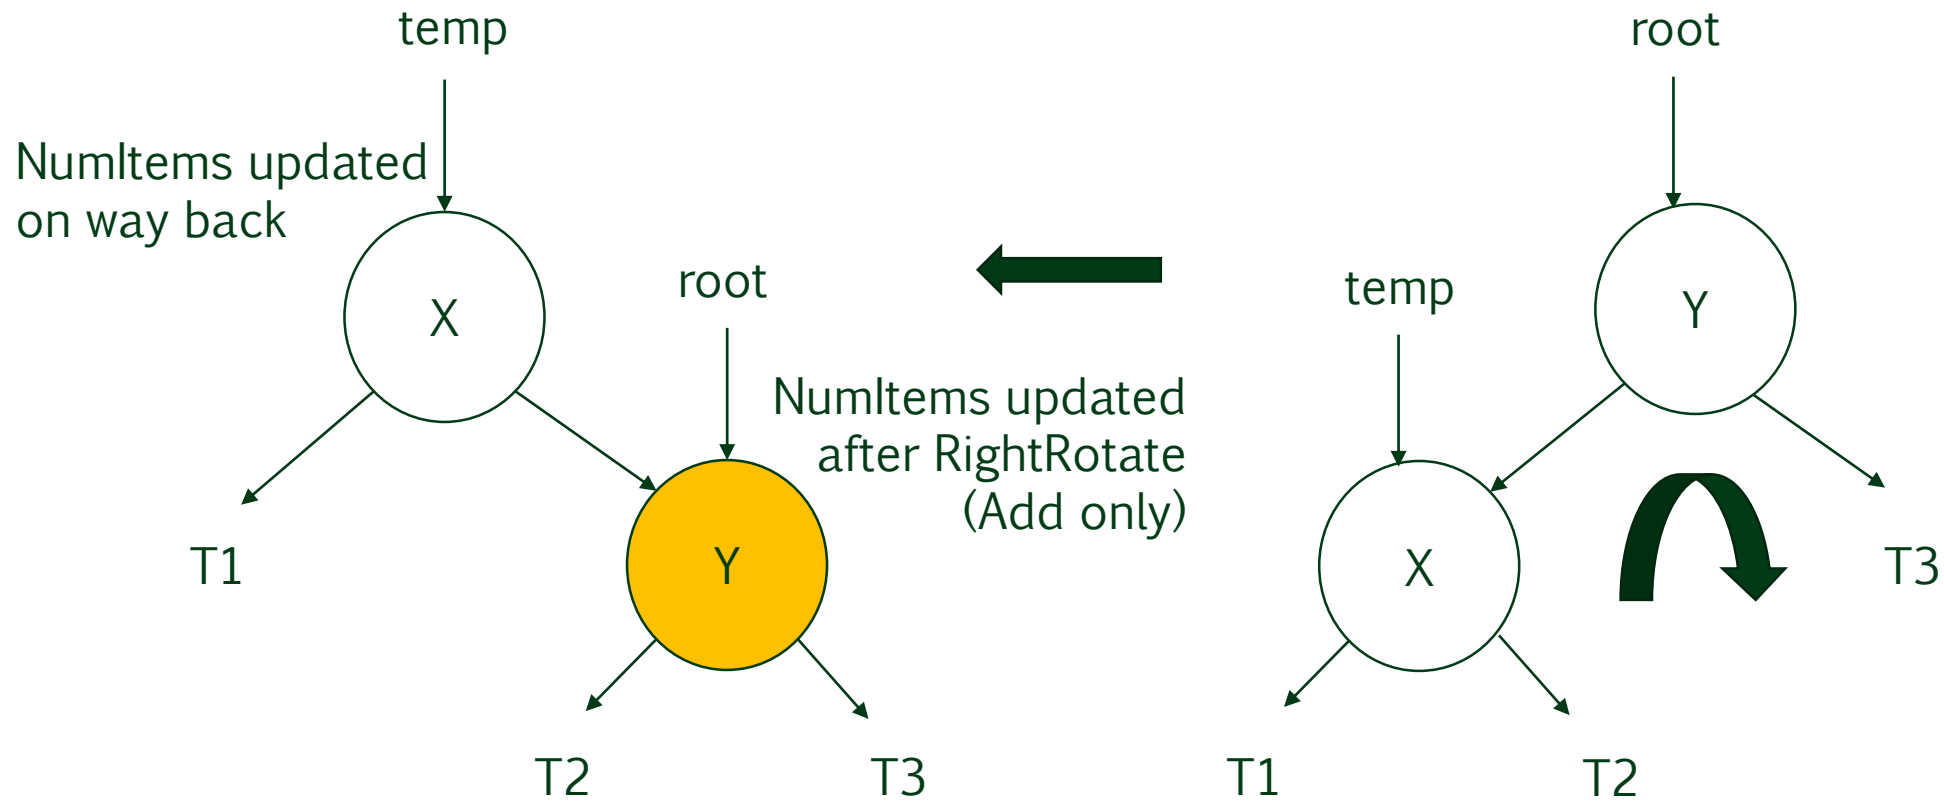 temp
root
NumItems updated
on way back
root
temp
X
Y
NumItems updated
after RightRotate
(Add only)
T1
Y
X
T3
T2
T3
T1
T2